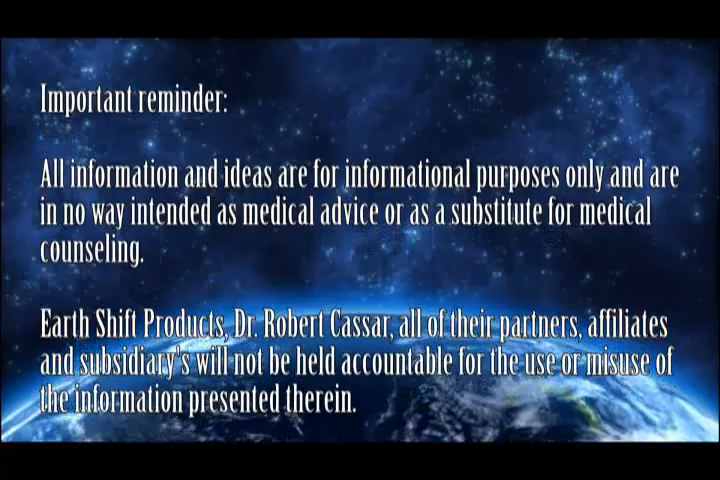 Important reminder:
All information and ideas are for informational purposes only and are
in no way intended as medical advice or as a substitute for medical
counseling.
Earth Shift Products, Dr. Robert Cassar, all of their partners, affiliates
and subsidiary's will not be held accountable for the use or misuse of
the information presented therein.